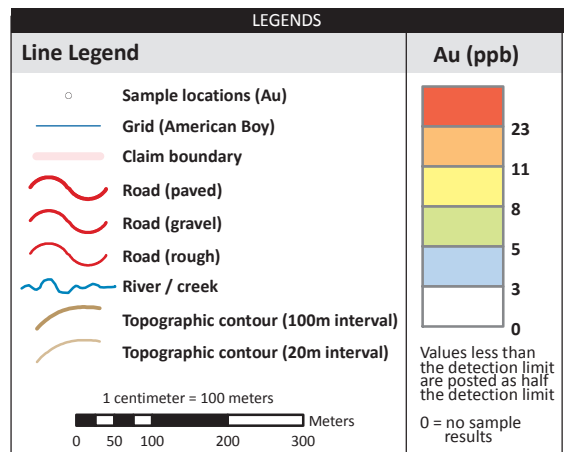 LEGENDS
Line Legend
Sample locations (Au)
Grid (American Boy)
Claim boundary
Road (paved)
Road (gravel)
Road (rough)
River / creek
Topographic contour (100m interval)
Topographic contour (20m interval)
1 centimeter = 100 meters
Meters
0 50 100 200 300
Au (ppb)
23
11
8
5
3
0
Values less than
the detection limit
are posted as half
the detection limit
0 = no sample
results